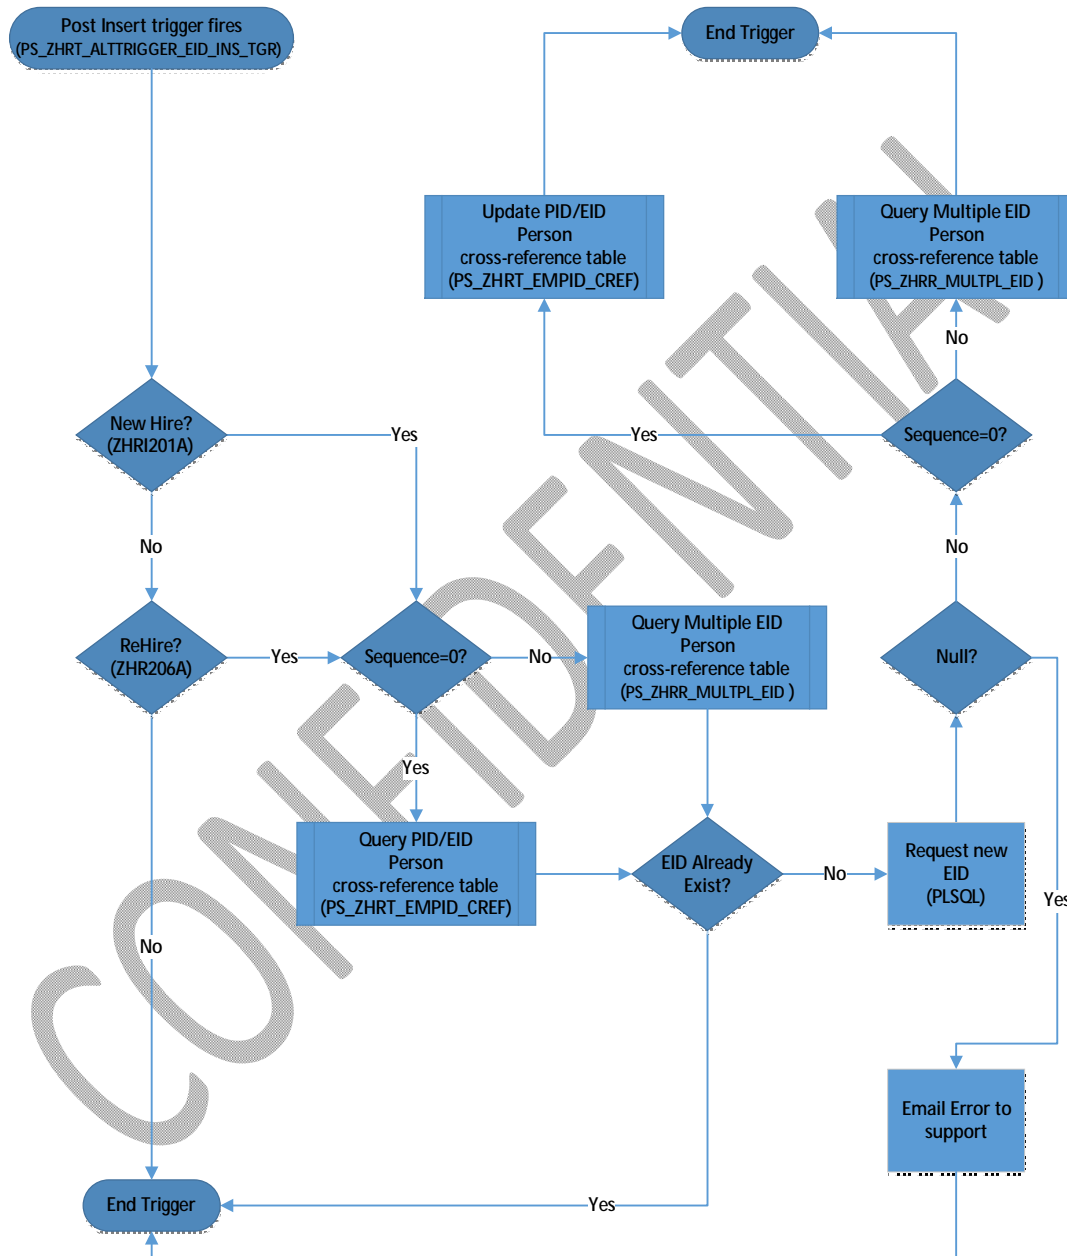 Post Insert trigger fires
(PS_ZHRT_ALTTRIGGER_EID_INS_TGR)
End Trigger
Update PID/EID
Person
cross-reference table
(PS_ZHRT_EMPID_CREF)
Query Multiple EID
Person
cross-reference table
(PS_ZHRR_MULTPL_EID )
No
New Hire?
(ZHRI201A)
Yes
Yes
Sequence=0?
No
No
ReHire?
(ZHR206A)
Yes
Sequence=0?
No
Query Multiple EID
Person
cross-reference table
(PS_ZHRR_MULTPL_EID )
Null?
Yes
Query PID/EID
Person
cross-reference table
(PS_ZHRT_EMPID_CREF)
EID Already
Exist?
No
Request new
EID
(PLSQL)
Yes
No
Email Error to
support
End Trigger
Yes
CONFIDENTIAL